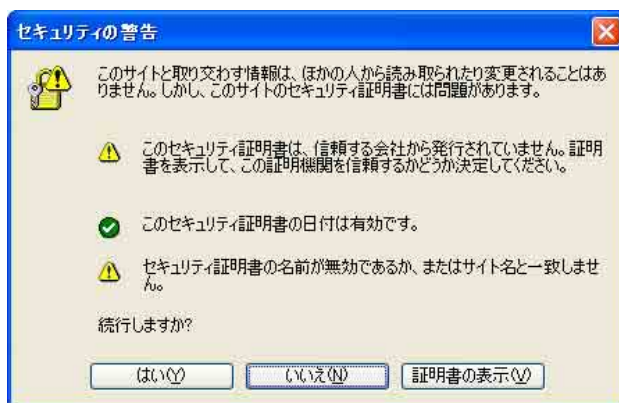 セキュリティの警告
このサイトと取り交わす情報は、ほかの人から読み取られたり変更されることはあ
りません。しかし、このサイトのセキュリティ証明書には問題があります。
このセキュリティ証明書は、信頼する会社から発行されていません。証明
書を表示して、この証明機関を信頼するかどうか決定してください。
このセキュリティ証明書の日付は有効です。
セキュリティ証明書の名前が無効であるか、またはサイト名と一致しませ
ん。
続行しますか?
はい(Y) いいえ(N) 証明書の表示(V)